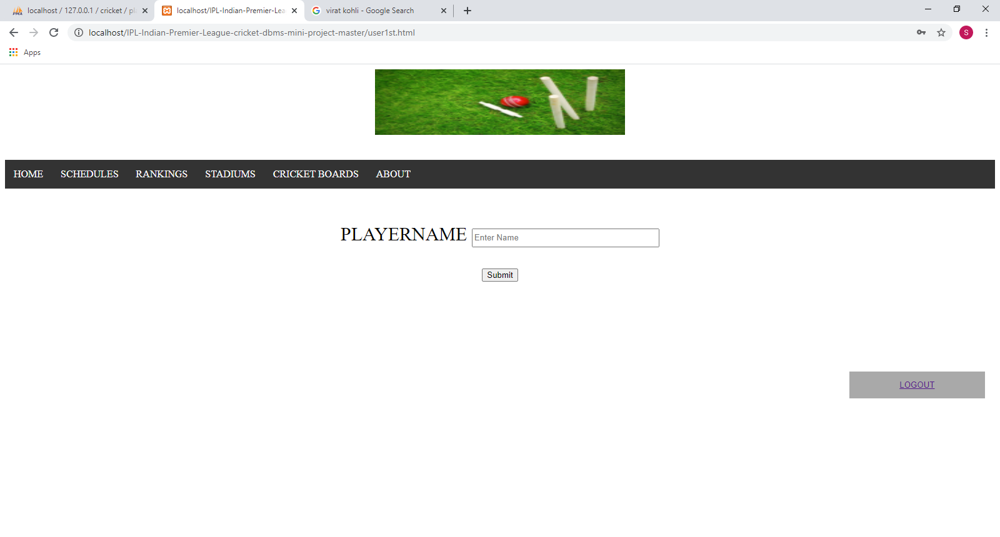 localhost / 127.0.0.1 / cricket / pl
localhost/IPL-Indian-Premier-Lea
virat kohli - Google Search
localhost/IPL-Indian-Premier-League-cricket-dbms-mini-project-master/user1st.html
S
Apps
HOME SCHEDULES RANKINGS STADIUMS CRICKET BOARDS ABOUT
PLAYERNAME Enter Name
Submit
LOGOUT